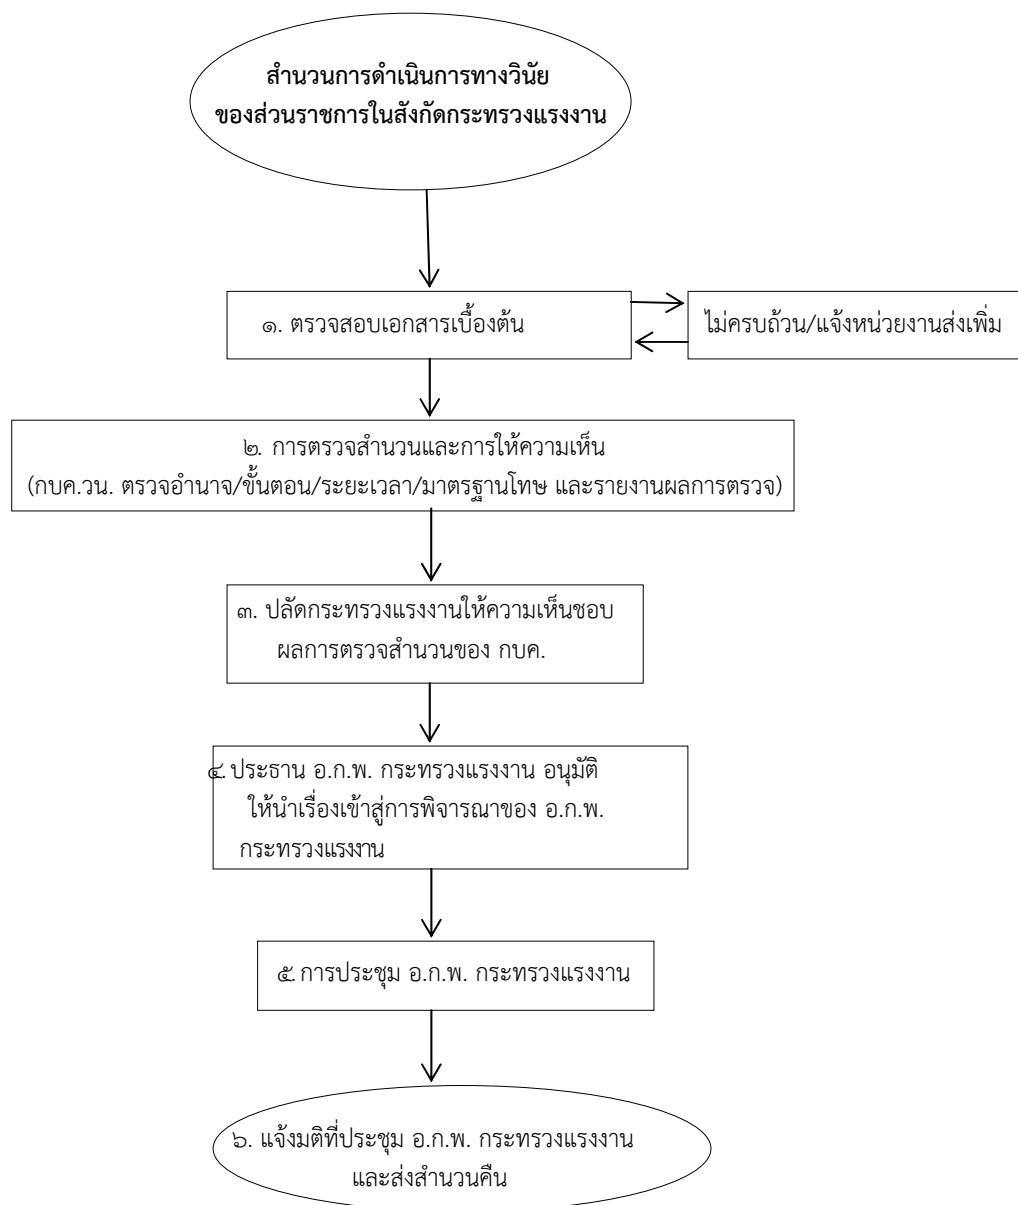 สำนวนการดำเนินการทางวินัย
ของส่วนราชการในสังกัดกระทรวงแรงงาน
๑. ตรวจสอบเอกสารเบื้องต้น
ไม่ครบถ้วน/แจ้งหน่วยงานส่งเพิ่ม
๒. การตรวจสำนวนและการให้ความเห็น
(กบค.วน. ตรวจอำนาจ/ขั้นตอน/ระยะเวลา/มาตรฐานโทษ และรายงานผลการตรวจ)
๓. ปลัดกระทรวงแรงงานให้ความเห็นชอบ
ผลการตรวจสำนวนของ กบค.
๔. ประธาน อ.ก.พ. กระทรวงแรงงาน อนุมัติ
ให้นำเรื่องเข้าสู่การพิจารณาของ อ.ก.พ.
กระทรวงแรงงาน
๕. การประชุม อ.ก.พ. กระทรวงแรงงาน
๖. แจ้งมติที่ประชุม อ.ก.พ. กระทรวงแรงงาน
และส่งสำนวนคืน